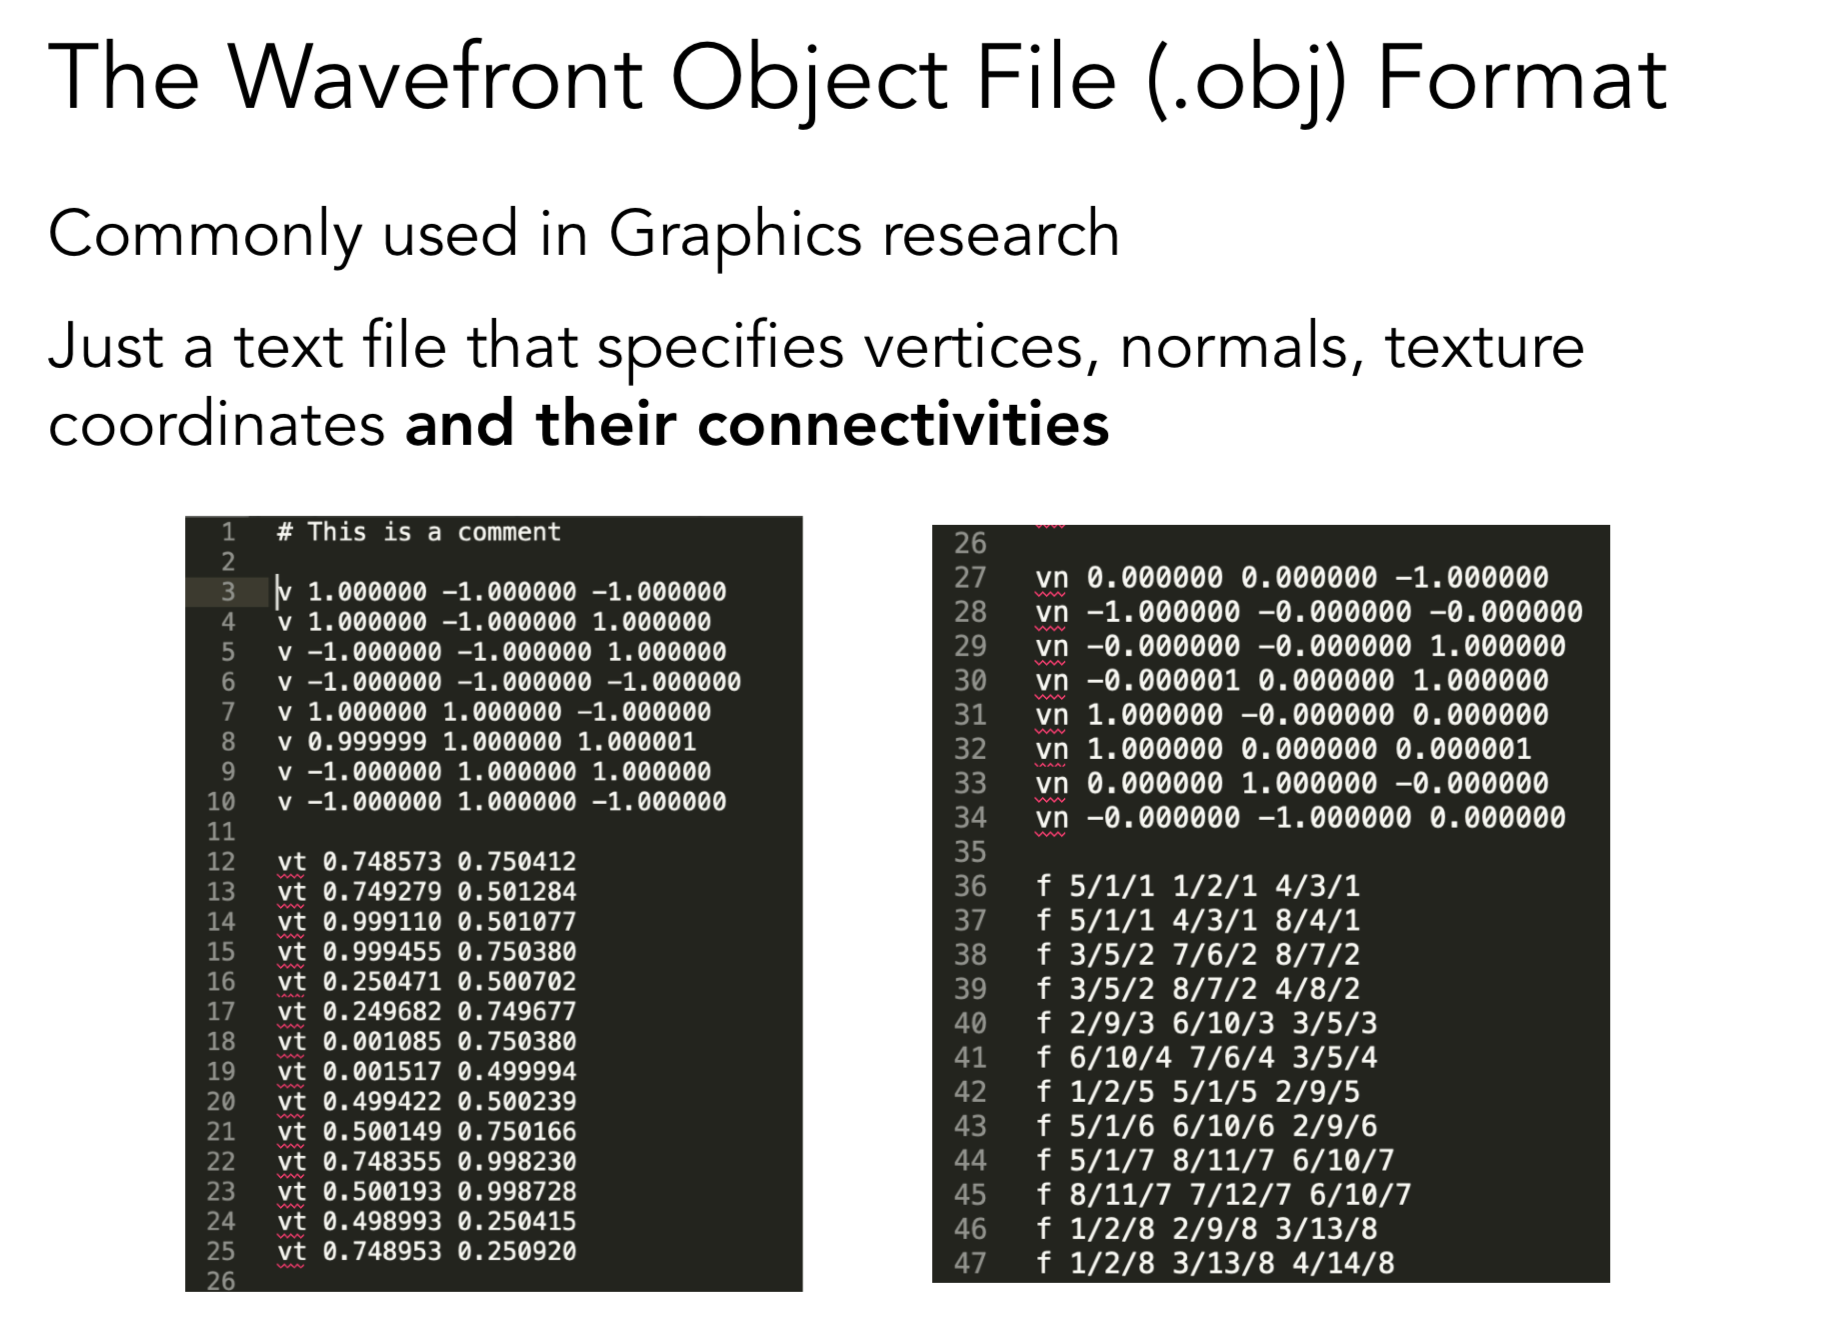 The Wavefront Object File (.obj) Format
Commonly used in Graphics research
Just a text file that specifies vertices, normals, texture
coordinates and their connectivities
1 # This is a comment
2
3 v 1.000000 -1.000000 -1.000000
4 v 1.000000 -1.000000 1.000000
5 v -1.000000 -1.000000 1.000000
6 v -1.000000 -1.000000 -1.000000
7 v 1.000000 1.000000 -1.000000
8 v 0.999999 1.000000 1.000001
9 v -1.000000 1.000000 1.000000
10 v -1.000000 1.000000 -1.000000
11
12 vt 0.748573 0.750412
13 vt 0.749279 0.501284
14 vt 0.999110 0.501077
15 vt 0.999455 0.750380
16 vt 0.250471 0.500702
17 vt 0.249682 0.749677
18 vt 0.001085 0.750380
19 vt 0.001517 0.499994
20 vt 0.499422 0.500239
21 vt 0.500149 0.750166
22 vt 0.748355 0.998230
23 vt 0.500193 0.998728
24 vt 0.498993 0.250415
25 vt 0.748953 0.250920
26
26
27 vn 0.000000 0.000000 -1.000000
28 vn -1.000000 -0.000000 -0.000000
29 vn -0.000000 -0.000000 1.000000
30 vn -0.000001 0.000000 1.000000
31 vn 1.000000 -0.000000 0.000000
32 vn 1.000000 0.000000 0.000001
33 vn 0.000000 1.000000 -0.000000
34 vn -0.000000 -1.000000 0.000000
35
36 f 5/1/1 1/2/1 4/3/1
37 f 5/1/1 4/3/1 8/4/1
38 f 3/5/2 7/6/2 8/7/2
39 f 3/5/2 8/7/2 4/8/2
40 f 2/9/3 6/10/3 3/5/3
41 f 6/10/4 7/6/4 3/5/4
42 f 1/2/5 5/1/5 2/9/5
43 f 5/1/6 6/10/6 2/9/6
44 f 5/1/7 8/11/7 6/10/7
45 f 8/11/7 7/12/7 6/10/7
46 f 1/2/8 2/9/8 3/13/8
47 f 1/2/8 3/13/8 4/14/8